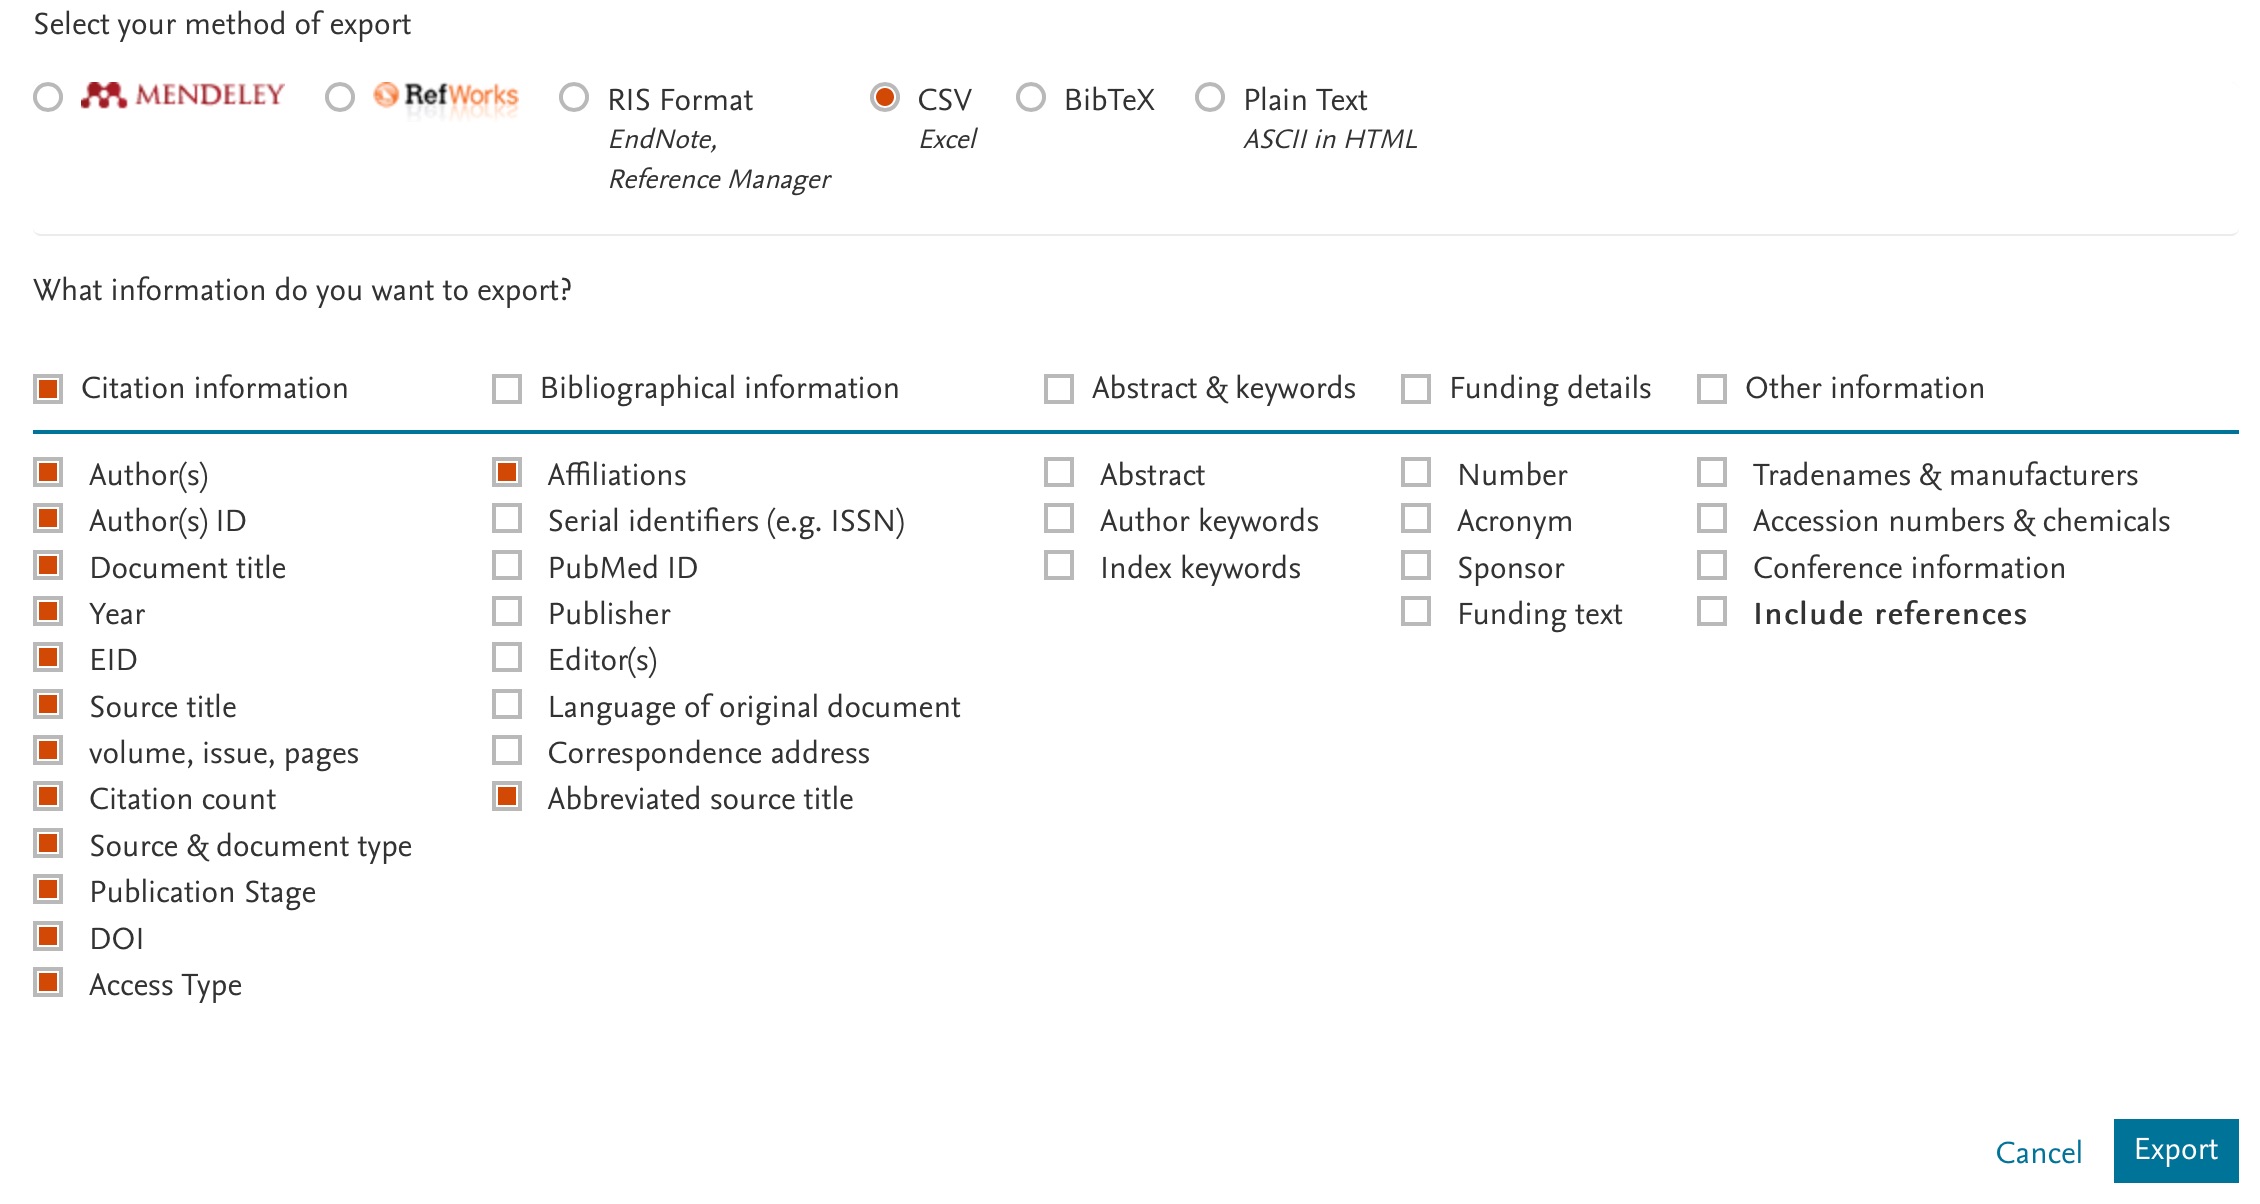 Select your method of export
MENDELEY RefWorks RIS Format CSV BibTeX Plain Text
EndNote, Excel ASCII in HTML
Reference Manager
What information do you want to export?
Citation information Bibliographical information Abstract & keywords Funding details Other information
Author(s) Affiliations Abstract Number Tradenames & manufacturers
Author(s) ID Serial identifiers (e.g. ISSN) Author keywords Acronym Accession numbers & chemicals
Document title PubMed ID Index keywords Sponsor Conference information
Year Publisher Funding text Include references
EID Editor(s)
Source title Language of original document
volume, issue, pages Correspondence address
Citation count Abbreviated source title
Source & document type
Publication Stage
DOI
Access Type
Cancel Export